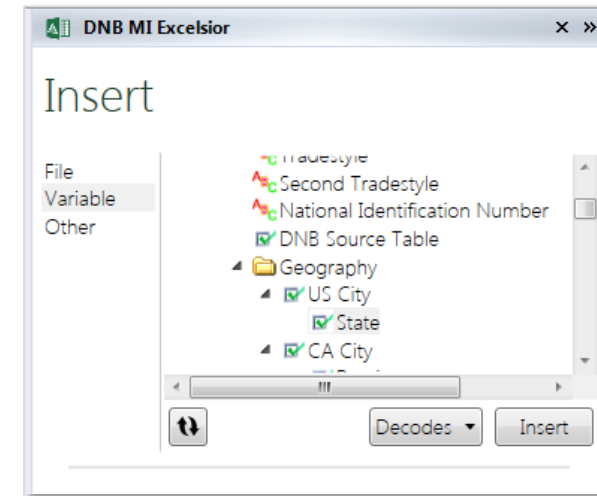 DNB MI Excelsior
Insert
File
Variable
Other
Tradestyle
Second Tradestyle
National Identification Number
DNB Source Table
Geography
US City
State
CA City
Decodes
Insert